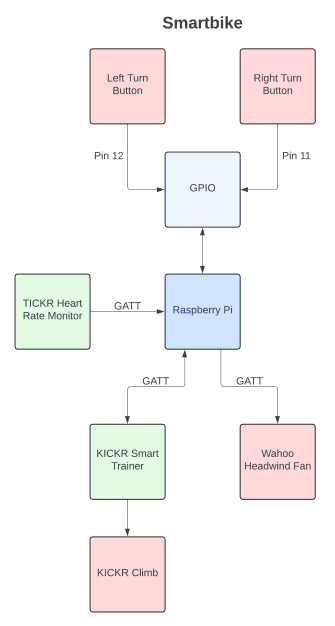 Smartbike
Left Turn
Button
Right Turn
Button
Pin 12
Pin 11
GPIO
TICKR Heart
Rate Monitor
GATT
Raspberry Pi
GATT
GATT
KICKR Smart
Trainer
Wahoo
Headwind Fan
KICKR Climb